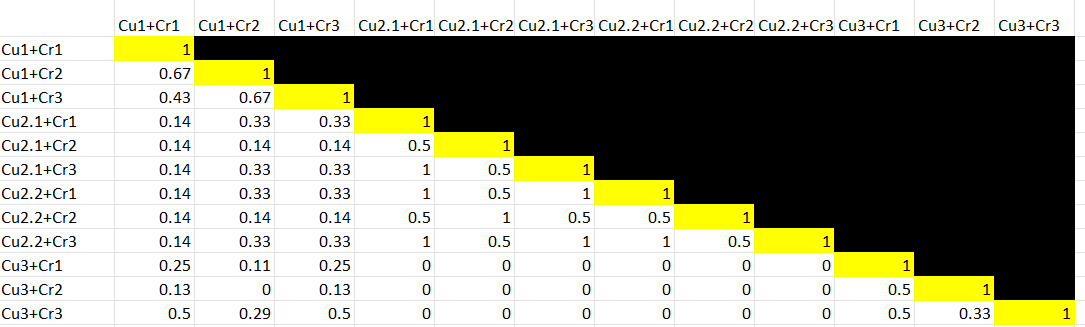 Cu1+Cr1 Cu1+Cr2 Cu1+Cr3 Cu2.1+Cr1 Cu2.1+Cr2 Cu2.1+Cr3 Cu2.2+Cr1 Cu2.2+Cr2 Cu2.2+Cr3 Cu3+Cr1 Cu3+Cr2 Cu3+Cr3
Cu1+Cr1 1
Cu1+Cr2 0.67 1
Cu1+Cr3 0.43 0.67 1
Cu2.1+Cr1 0.14 0.33 0.33 1
Cu2.1+Cr2 0.14 0.14 0.14 0.5 1
Cu2.1+Cr3 0.14 0.33 0.33 1 0.5 1
Cu2.2+Cr1 0.14 0.33 0.33 1 0.5 1 1
Cu2.2+Cr2 0.14 0.14 0.14 0.5 1 0.5 0.5 1
Cu2.2+Cr3 0.14 0.33 0.33 1 0.5 1 1 0.5 1
Cu3+Cr1 0.25 0.11 0.25 0 0 0 0 0 0 1
Cu3+Cr2 0.13 0 0.13 0 0 0 0 0 0 0.5 1
Cu3+Cr3 0.5 0.29 0.5 0 0 0 0 0 0 0.5 0.33 1